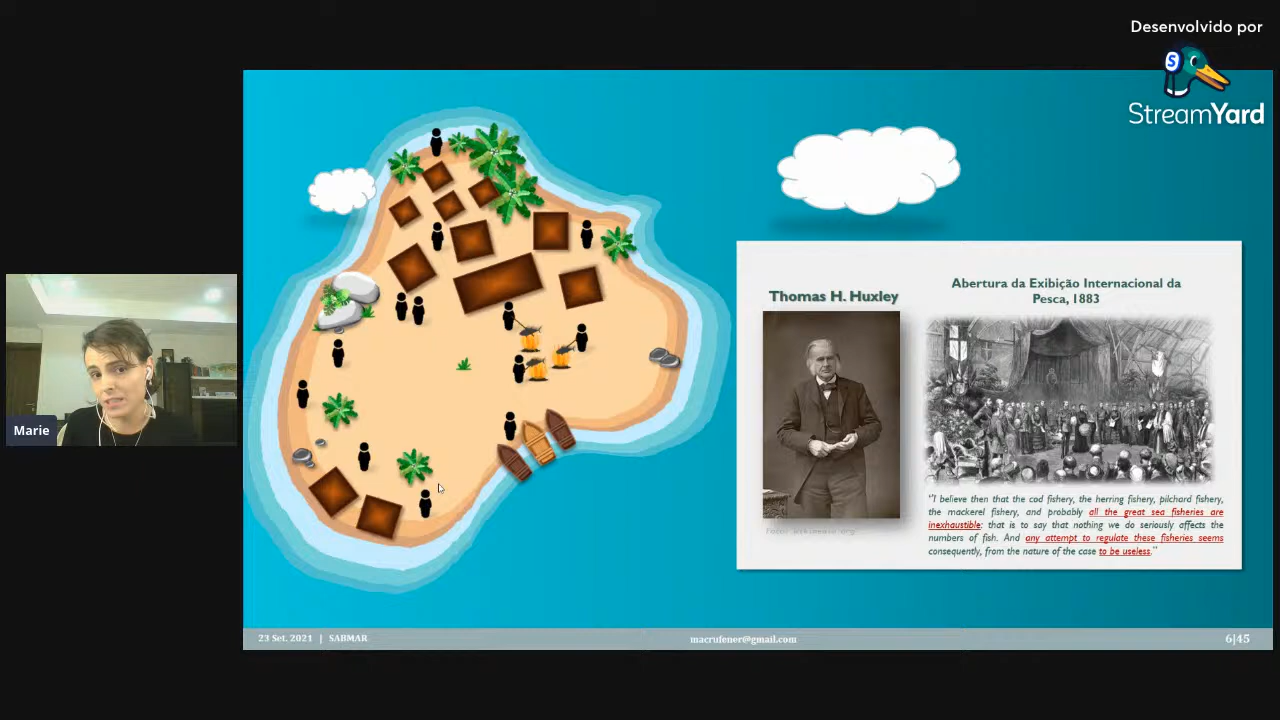 Desenvolvido por
StreamYard
Marie
Thomas H. Huxley
Abertura da Exibição Internacional da
Pesca, 1883
"I believe then that the cod fishery, the herring fishery, pilchard fishery,
the mackerel fishery, and probably all the great sea fisheries are
inexhaustible: that is to say that nothing we do seriously affects the
numbers of fish. And any attempt to regulate these fisheries seems
consequently, from the nature of the case to be useless."
23 Set. 2021 | SABMAR
macrufener@gmail.com
6|45